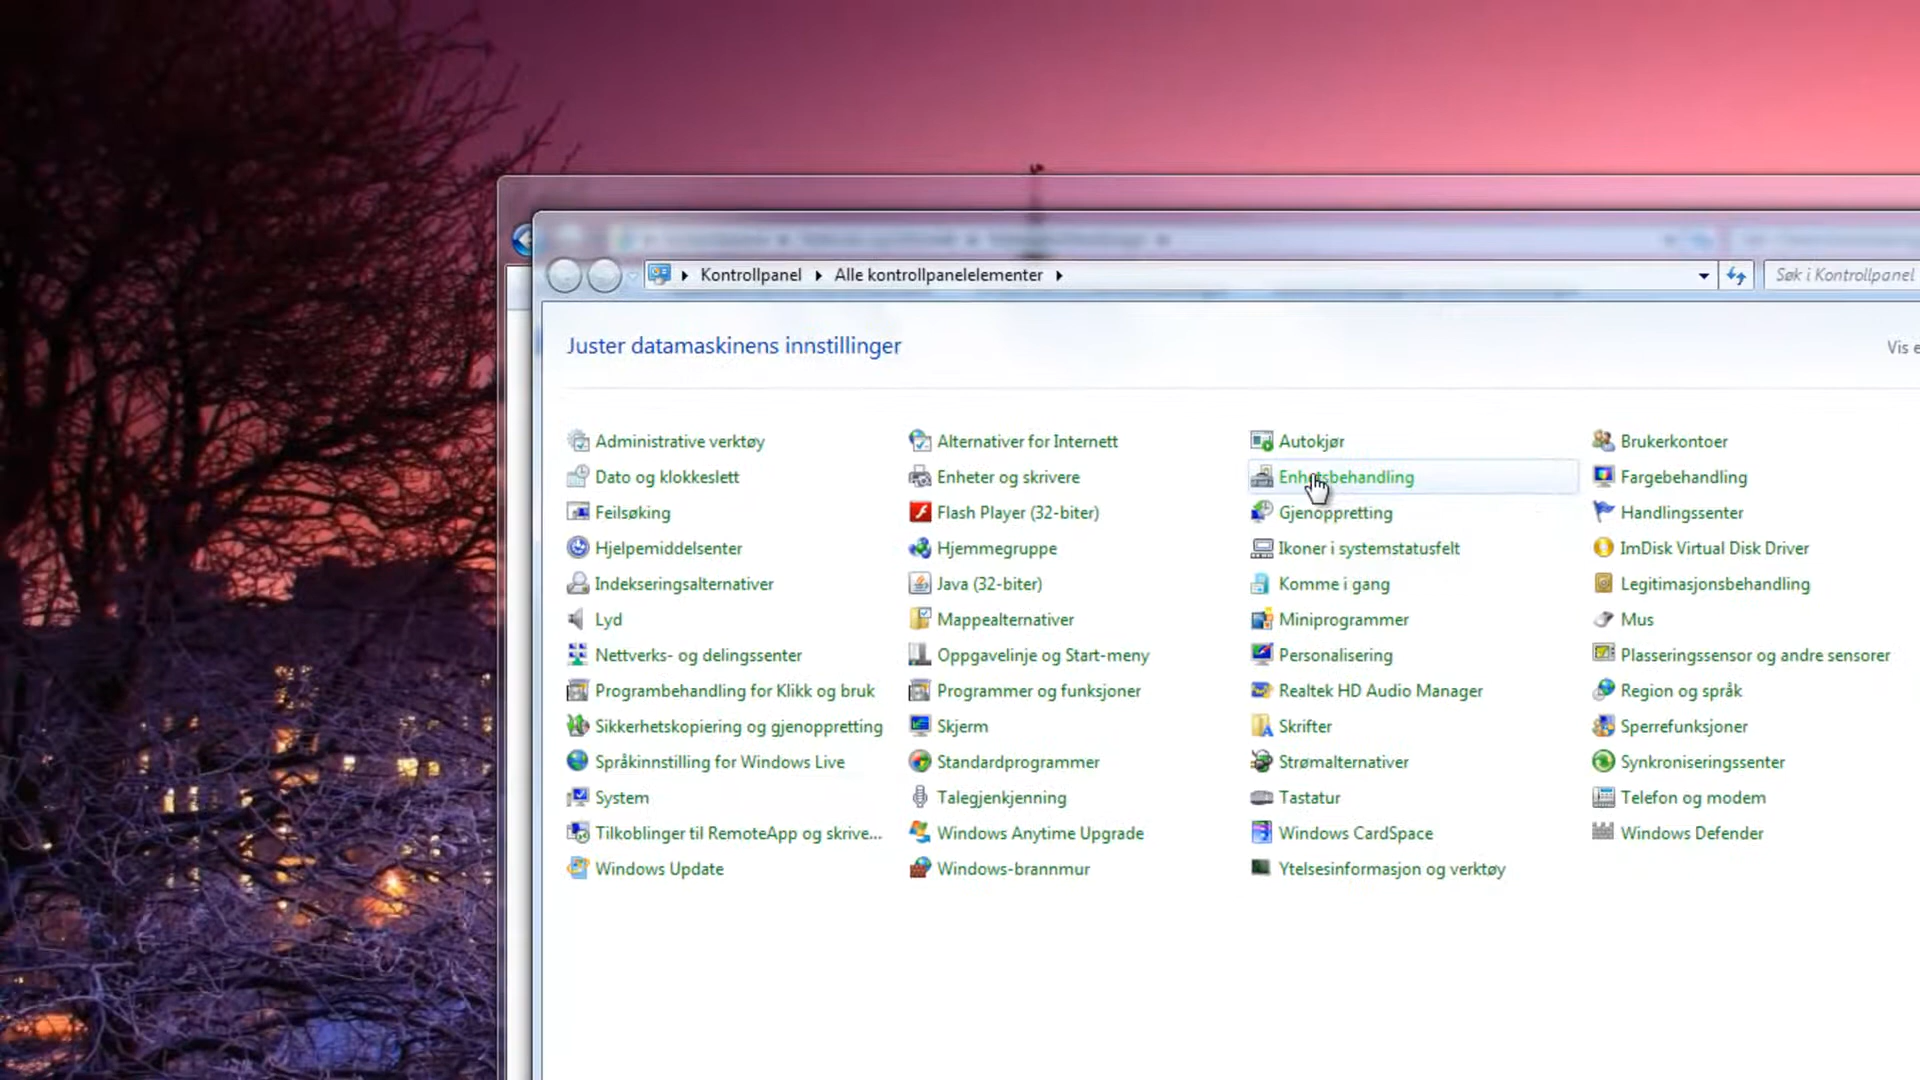 Kontrollpanel Alle kontrollpanelelementer Søk i Kontrollpanel
Juster datamaskinens innstillinger Vis
Administrative verktøy Alternativer for Internett Autokjør Brukerkontoer
Dato og klokkeslett Enheter og skrivere Enhetsbehandling Fargebehandling
Feilsøking Flash Player (32-biter) Gjenoppretting Handlingssenter
Hjelpemiddelsenter Hjemmegruppe Ikoner i systemstatusfelt ImDisk Virtual Disk Driver
Indekseringsalternativer Java (32-biter) Komme i gang Legitimasjonsbehandling
Lyd Mappealternativer Miniprogrammer Mus
Nettverks- og delingssenter Oppgavelinje og Start-meny Personalisering Plasseringssensor og andre sensorer
Programbehandling for Klikk og bruk Programmer og funksjoner Realtek HD Audio Manager Region og språk
Sikkerhetskopiering og gjenoppretting Skjerm Skrifter Sperrefunksjoner
Språkinnstilling for Windows Live Standardprogrammer Strømalternativer Synkroniseringssenter
System Talegjenkjenning Tastatur Telefon og modem
Tilkoblinger til RemoteApp og skrive... Windows Anytime Upgrade Windows CardSpace Windows Defender
Windows Update Windows-brannmur Ytelsesinformasjon og verktøy